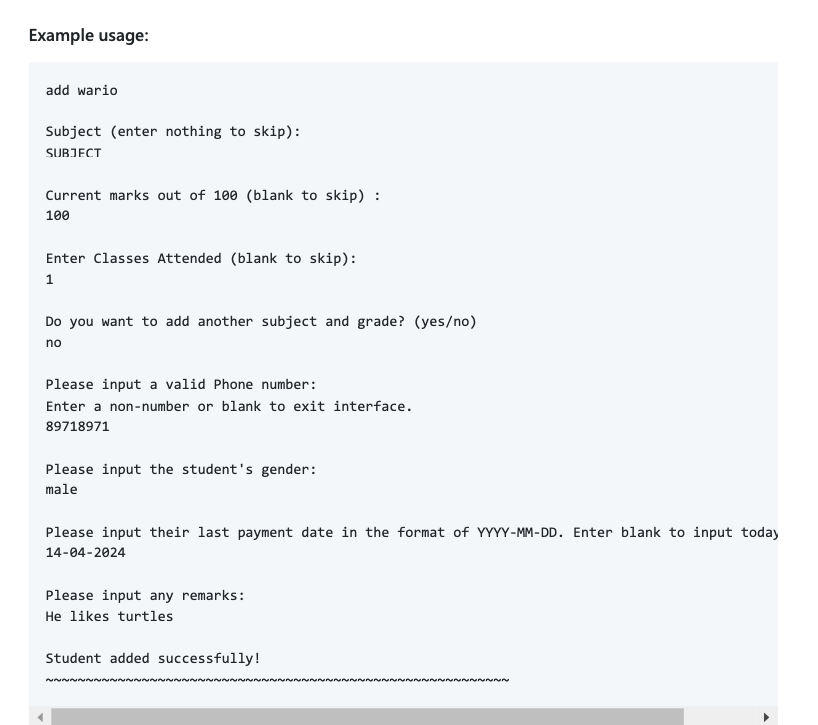 Example usage:
add wario
Subject (enter nothing to skip):
SUBJECT
Current marks out of 100 (blank to skip) :
100
Enter Classes Attended (blank to skip):
1
Do you want to add another subject and grade? (yes/no)
no
Please input a valid Phone number:
Enter a non-number or blank to exit interface.
89718971
Please input the student's gender:
male
Please input their last payment date in the format of YYYY-MM-DD. Enter blank to input today
14-04-2024
Please input any remarks:
He likes turtles
Student added successfully!
~~~~~~~~~~~~~~~~~~~~~~~~~~~~~~~~~~~~~~~~~~~~~~~~~~~~~~~~~~